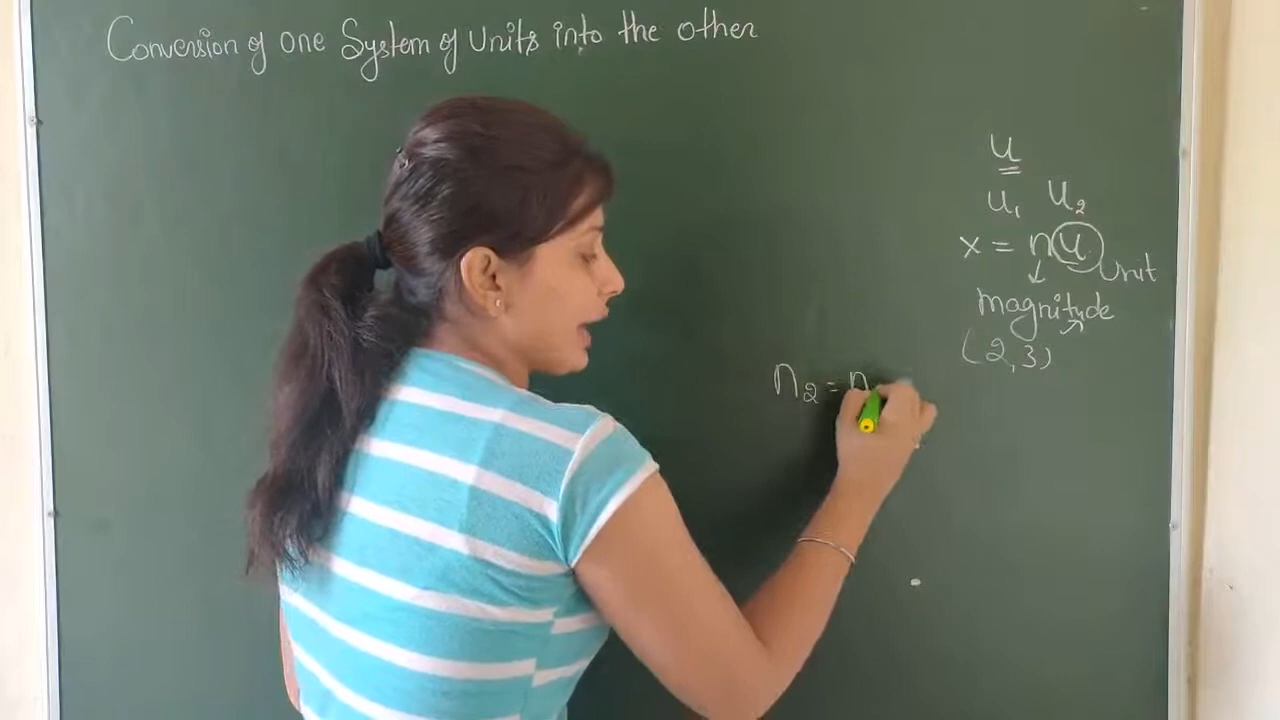 Conversion of one System of Units into the other
u
u₁ u₂
x = nu
Unit
magnitude
(2,3)
n₂ = n